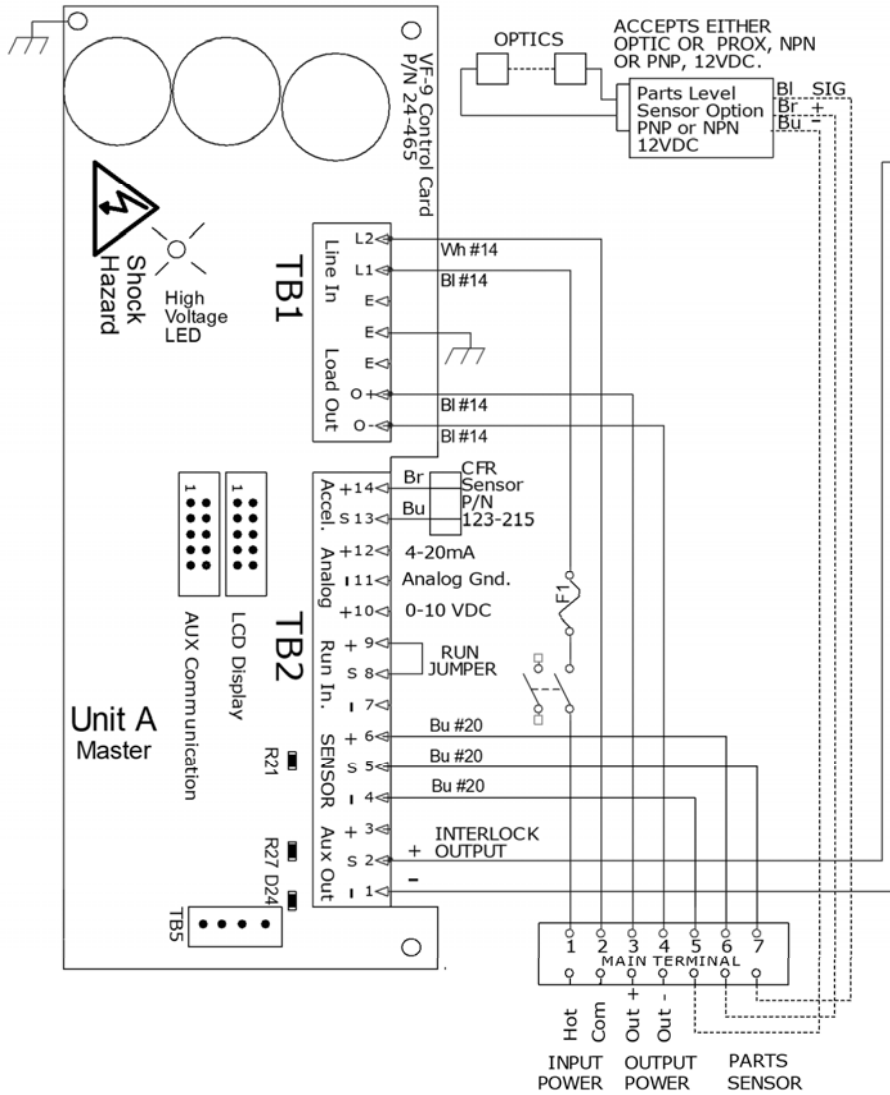 VF-9 Control Card
P/N 24-465
OPTICS
ACCEPTS EITHER
OPTIC OR PROX, NPN
OR PNP, 12VDC.
Parts Level
Sensor Option
PNP or NPN
12VDC
Bl SIG
Br +
Bu -
Shock
Hazard
High
Voltage
LED
TB1
Line In
Load Out
L2
L1
E
E
E
O +
O -
Wh #14
Bl #14
Bl #14
Bl #14
TB2
Accel.
Analog
Run In.
SENSOR
Aux Out
+ 14
S 13
+ 12
- 11
+ 10
+ 9
S 8
- 7
+ 6
S 5
- 4
+ 3
S 2
- 1
Br
Bu
CFR
Sensor
P/N
123-215
4-20mA
Analog Gnd.
0-10 VDC
RUN
JUMPER
F1
Bu #20
Bu #20
Bu #20
+ INTERLOCK
OUTPUT
-
1
1
AUX Communication
LCD Display
Unit A
Master
R21
R27
D24
TB5
1 2 3 4 5 6 7
MAIN TERMINAL
Hot
Com
Out +
Out -
INPUT
POWER
OUTPUT
POWER
PARTS
SENSOR